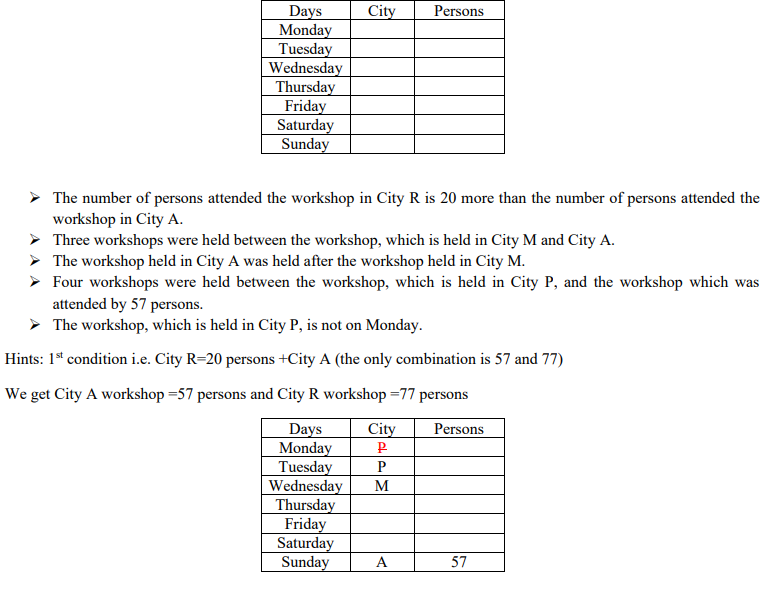 Days City Persons
Monday
Tuesday
Wednesday
Thursday
Friday
Saturday
Sunday
➢ The number of persons attended the workshop in City R is 20 more than the number of persons attended the
workshop in City A.
➢ Three workshops were held between the workshop, which is held in City M and City A.
➢ The workshop held in City A was held after the workshop held in City M.
➢ Four workshops were held between the workshop, which is held in City P, and the workshop which was
attended by 57 persons.
➢ The workshop, which is held in City P, is not on Monday.
Hints: 1st condition i.e. City R=20 persons +City A (the only combination is 57 and 77)
We get City A workshop =57 persons and City R workshop =77 persons
Days City Persons
Monday P
Tuesday P
Wednesday M
Thursday
Friday
Saturday
Sunday A 57